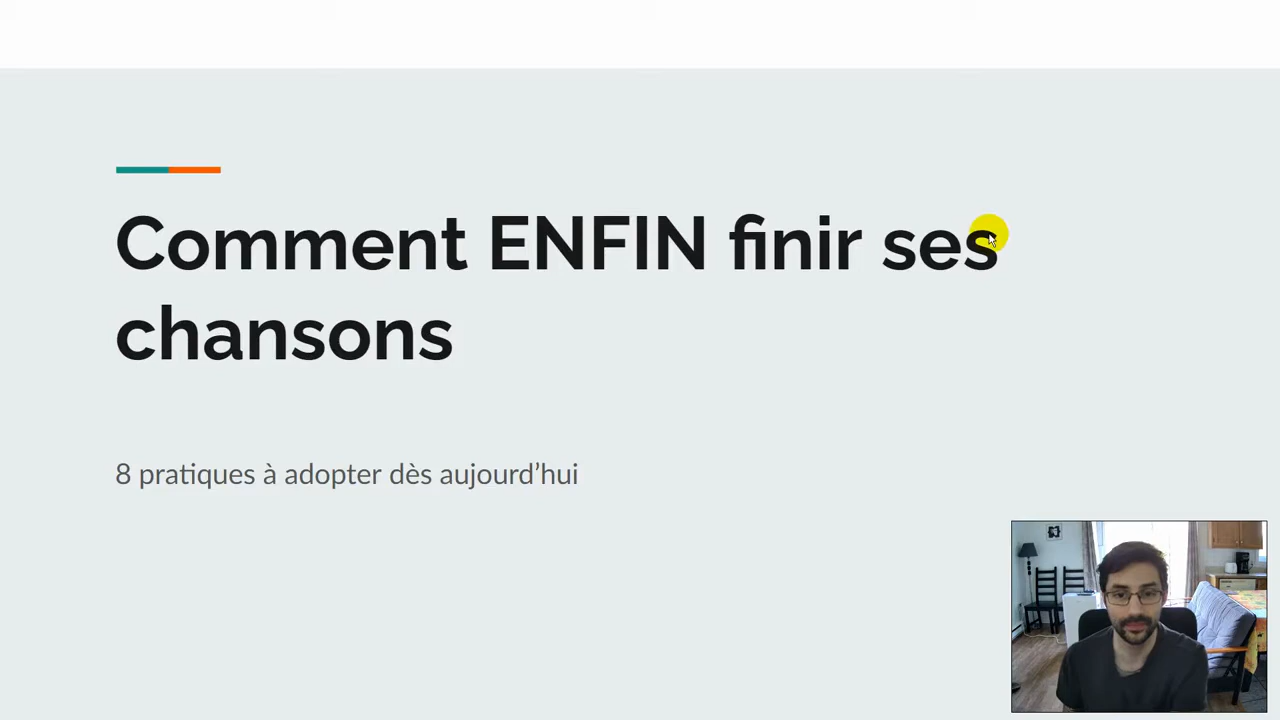 Comment ENFIN finir ses
chansons
8 pratiques à adopter dès aujourd’hui